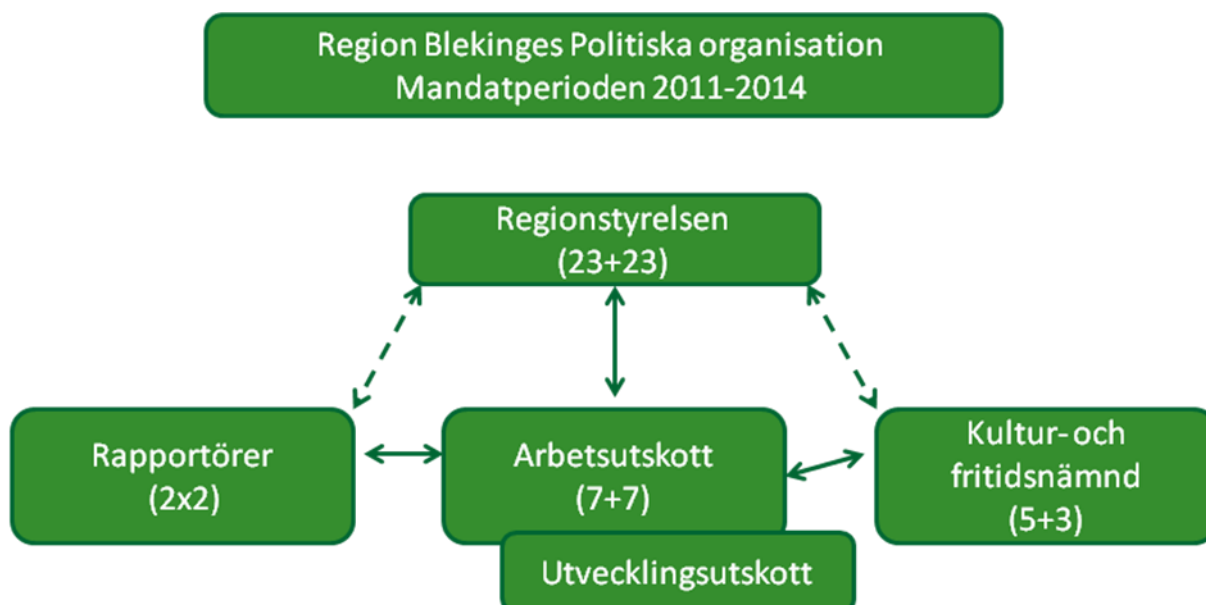 Region Blekinges Politiska organisation
Mandatperioden 2011-2014
Regionstyrelsen
(23+23)
Rapportörer
(2x2)
Arbetsutskott
(7+7)
Kultur- och
fritidsnämnd
(5+3)
Utvecklingsutskott